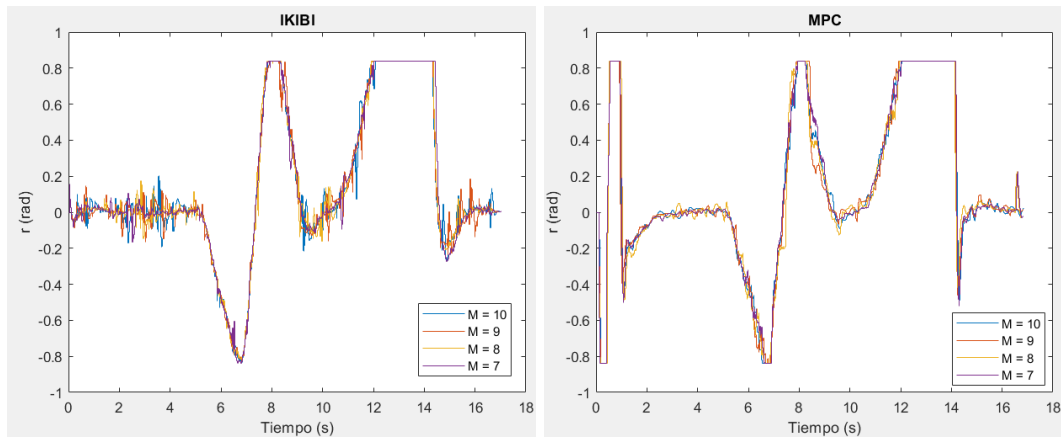 IKIBI
1
0.8
0.6
0.4
0.2
0
-0.2
-0.4
-0.6
-0.8
-1
r (rad)
0 2 4 6 8 10 12 14 16 18
Tiempo (s)
M = 10
M = 9
M = 8
M = 7
MPC
1
0.8
0.6
0.4
0.2
0
-0.2
-0.4
-0.6
-0.8
-1
r (rad)
0 2 4 6 8 10 12 14 16 18
Tiempo (s)
M = 10
M = 9
M = 8
M = 7